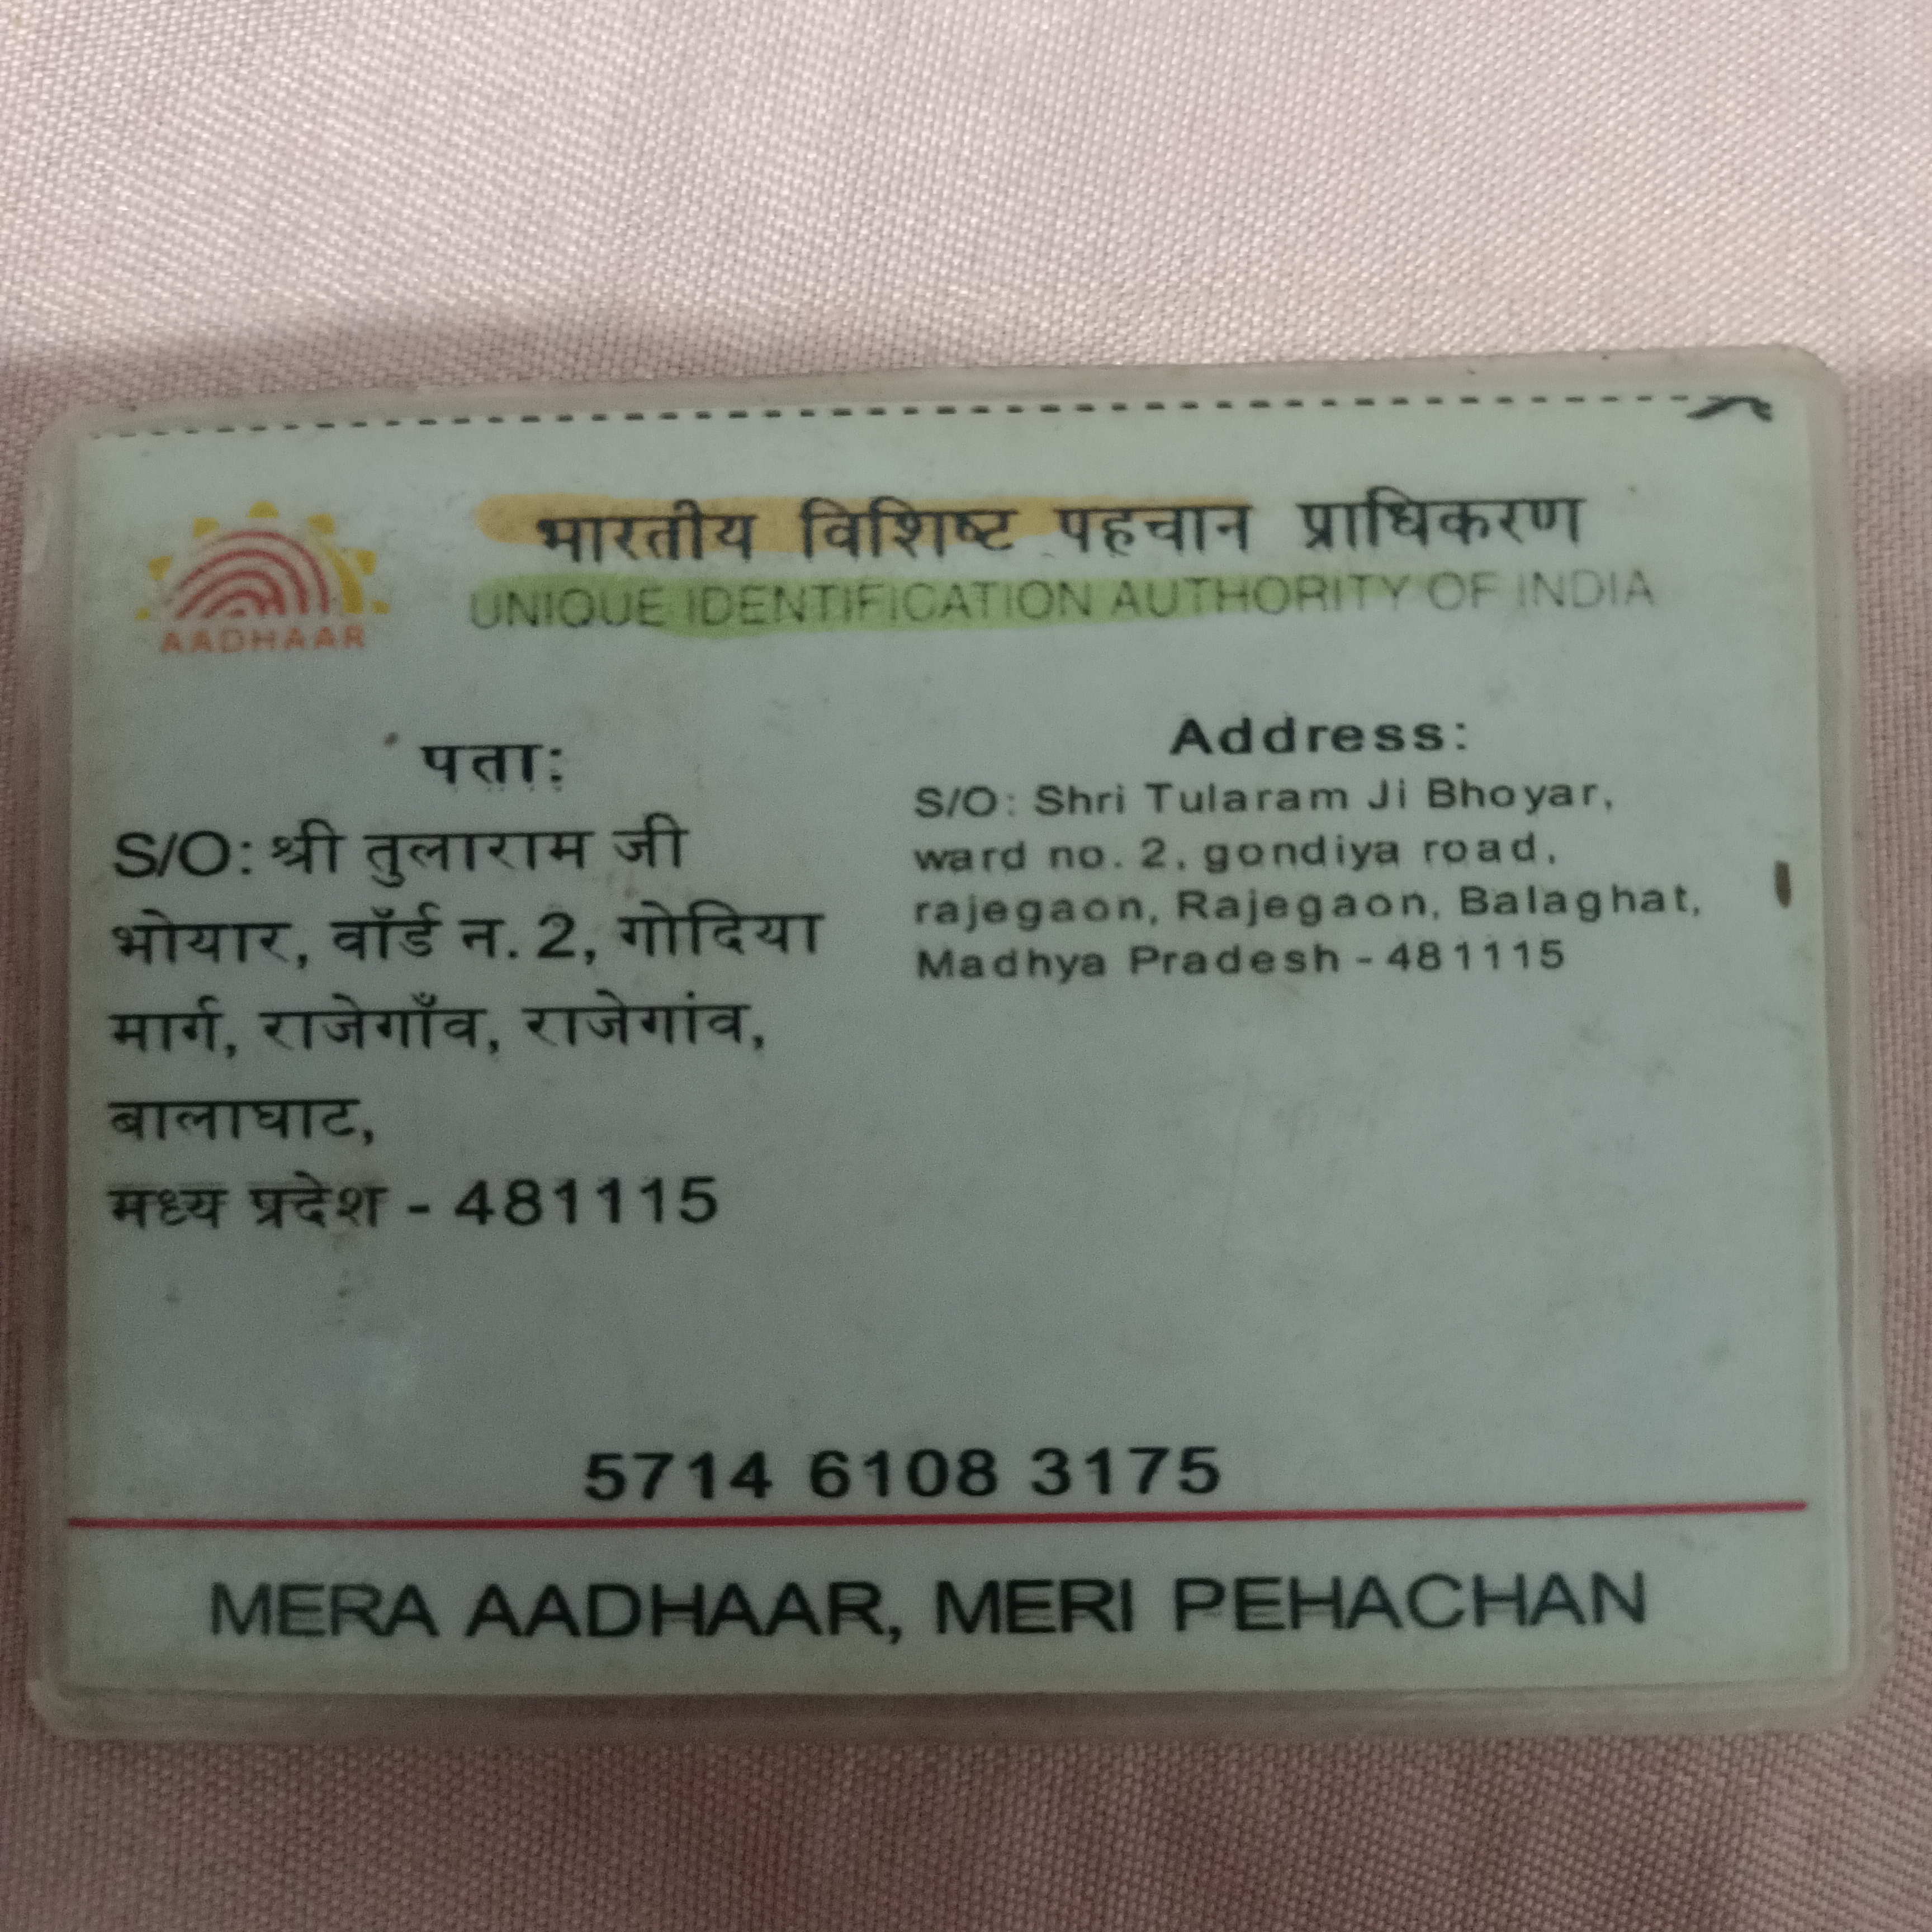 भारतीय विशिष्ट पहचान प्राधिकरण
UNIQUE IDENTIFICATION AUTHORITY OF INDIA
AADHAAR
पता:
S/O: श्री तुलाराम जी
भोयार, वॉर्ड न. 2, गोदिया
मार्ग, राजेगाँव, राजेगांव,
बालाघाट,
मध्य प्रदेश - 481115
Address:
S/O: Shri Tularam Ji Bhoyar,
ward no. 2, gondiya road,
rajegaon, Rajegaon, Balaghat,
Madhya Pradesh - 481115
5714 6108 3175
MERA AADHAAR, MERI PEHACHAN